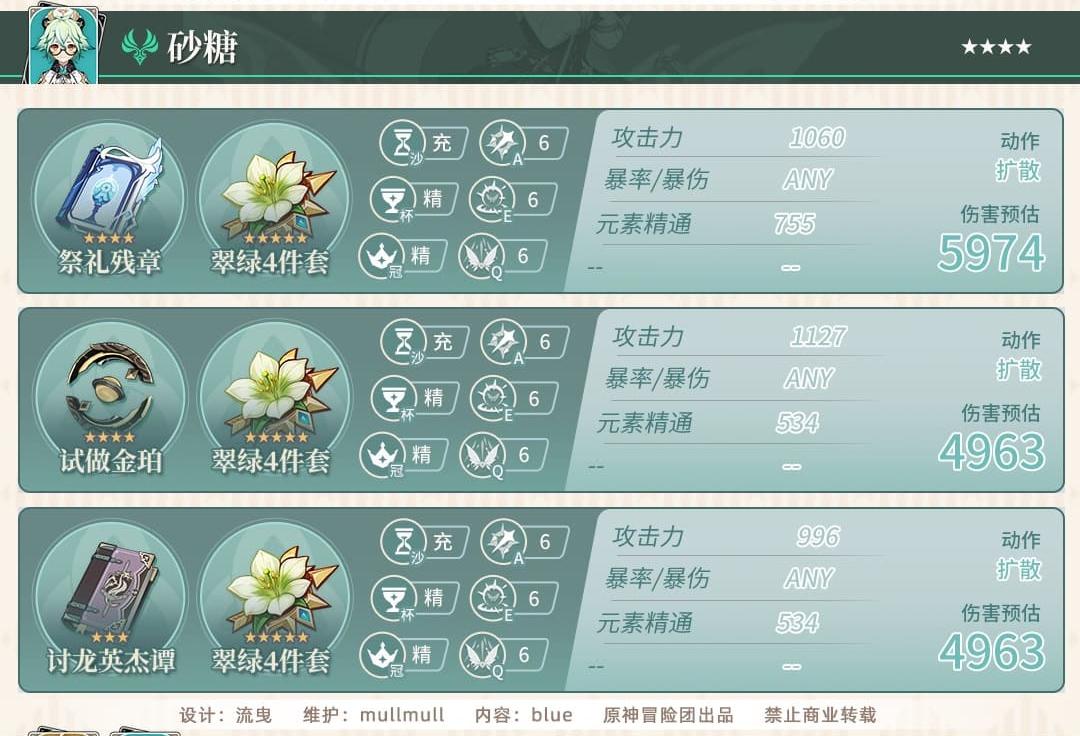 砂糖
祭礼残章
翠绿4件套
沙 充
A 6
杯 精
E 6
冠 精
Q 6
攻击力 1060
暴率/暴伤 ANY
元素精通 755
-- --
动作
扩散
伤害预估
5974
试做金珀
翠绿4件套
沙 充
A 6
杯 精
E 6
冠 精
Q 6
攻击力 1127
暴率/暴伤 ANY
元素精通 534
-- --
动作
扩散
伤害预估
4963
讨龙英杰谭
翠绿4件套
沙 充
A 6
杯 精
E 6
冠 精
Q 6
攻击力 996
暴率/暴伤 ANY
元素精通 534
-- --
动作
扩散
伤害预估
4963
设计：流曳 维护：mullmull 内容：blue 原神冒险团出品 禁止商业转载